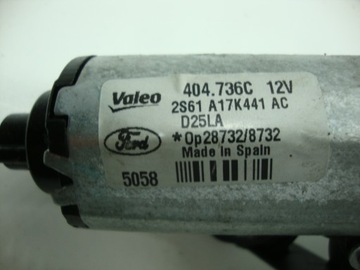 Valeo 404.736C 12V
2S61 A17K441 AC
D25LA
Ford *Op28732/8732
Made in Spain
5058